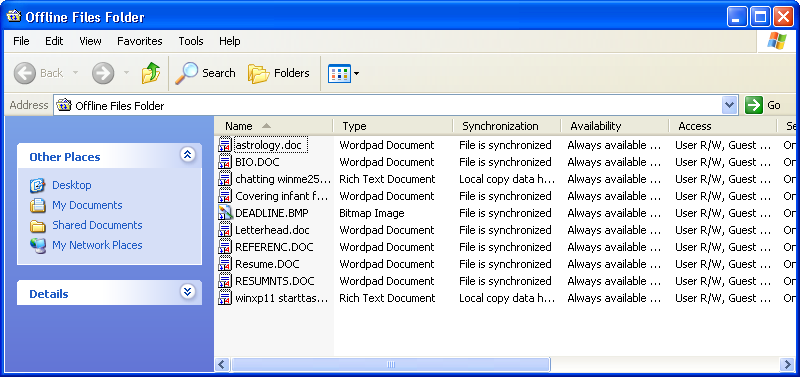 Offline Files Folder
File Edit View Favorites Tools Help
Back Search Folders
Address Offline Files Folder Go
Name Type Synchronization Availability Access Se
Other Places
Desktop
My Documents
Shared Documents
My Network Places
Details
astrology.doc Wordpad Document File is synchronized Always available ... User R/W, Guest ... On
BIO.DOC Wordpad Document File is synchronized Always available ... User R/W, Guest ... On
chatting winme25... Rich Text Document Local copy data h... Always available ... User R/W, Guest ... On
Covering infant f... Wordpad Document File is synchronized Always available ... User R/W, Guest ... On
DEADLINE.BMP Bitmap Image File is synchronized Always available ... User R/W, Guest ... On
Letterhead.doc Wordpad Document File is synchronized Always available ... User R/W, Guest ... On
REFERENC.DOC Wordpad Document File is synchronized Always available ... User R/W, Guest ... On
Resume.DOC Wordpad Document File is synchronized Always available ... User R/W, Guest ... On
RESUMNTS.DOC Wordpad Document File is synchronized Always available ... User R/W, Guest ... On
winxp11 starttas... Rich Text Document Local copy data h... Always available ... User R/W, Guest ... On